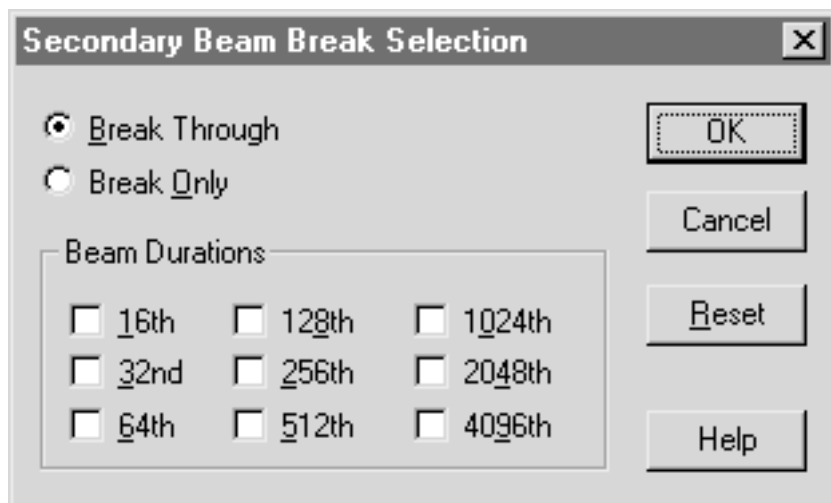 Secondary Beam Break Selection
Break Through
Break Only
Beam Durations
16th 128th 1024th
32nd 256th 2048th
64th 512th 4096th
OK
Cancel
Reset
Help